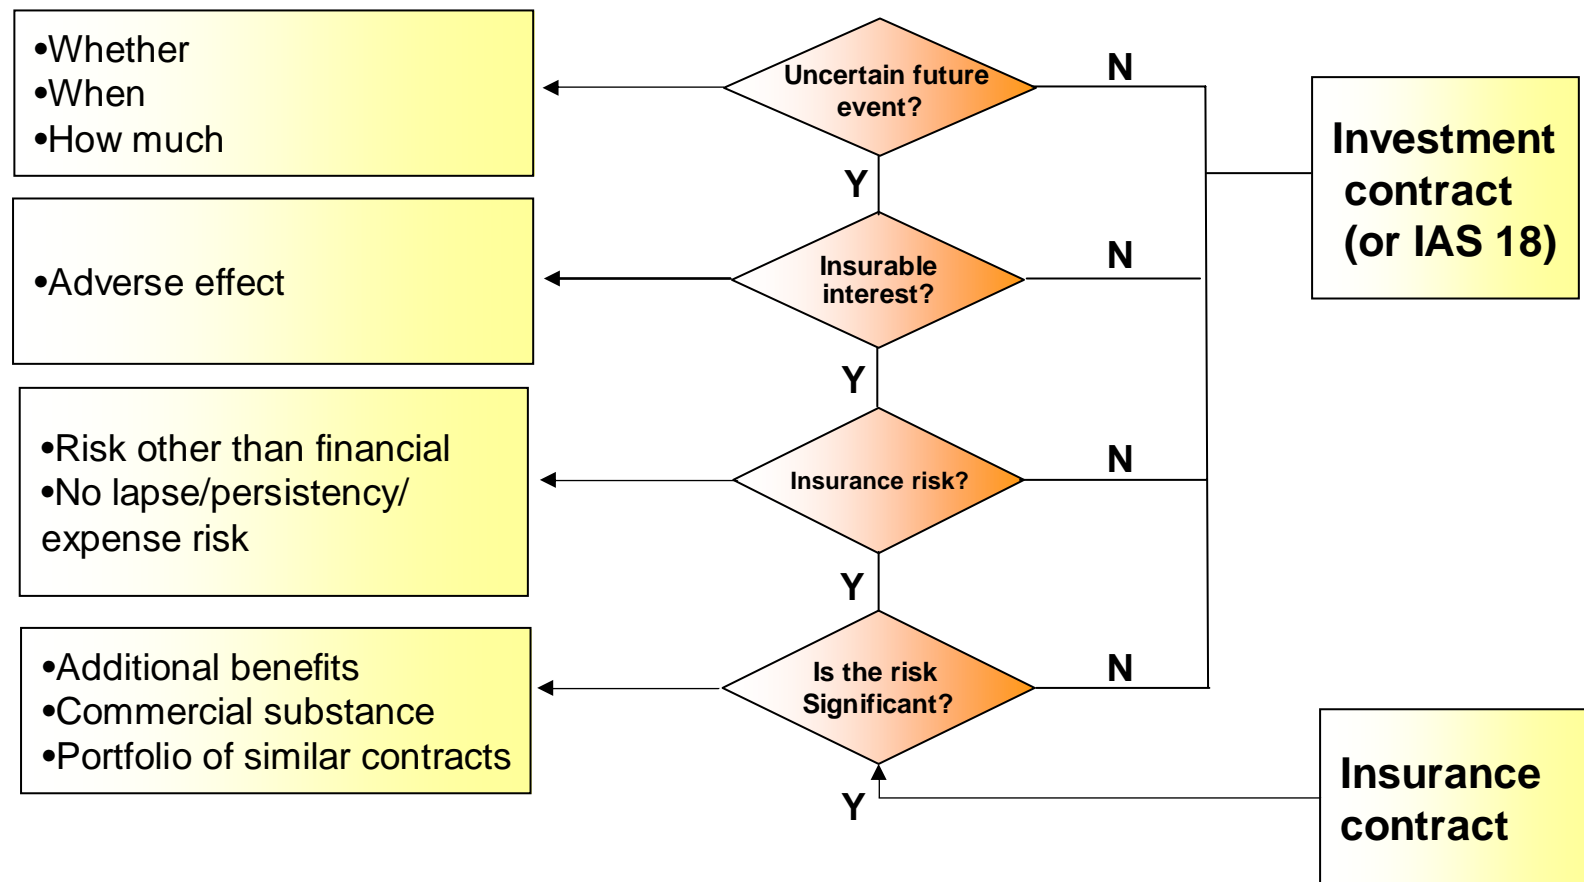 •Whether
•When
•How much
Uncertain future
event?
N
Y
Investment
contract
(or IAS 18)
•Adverse effect
Insurable
interest?
N
Y
•Risk other than financial
•No lapse/persistency/
expense risk
Insurance risk?
N
Y
•Additional benefits
•Commercial substance
•Portfolio of similar contracts
Is the risk
Significant?
N
Y
Insurance
contract